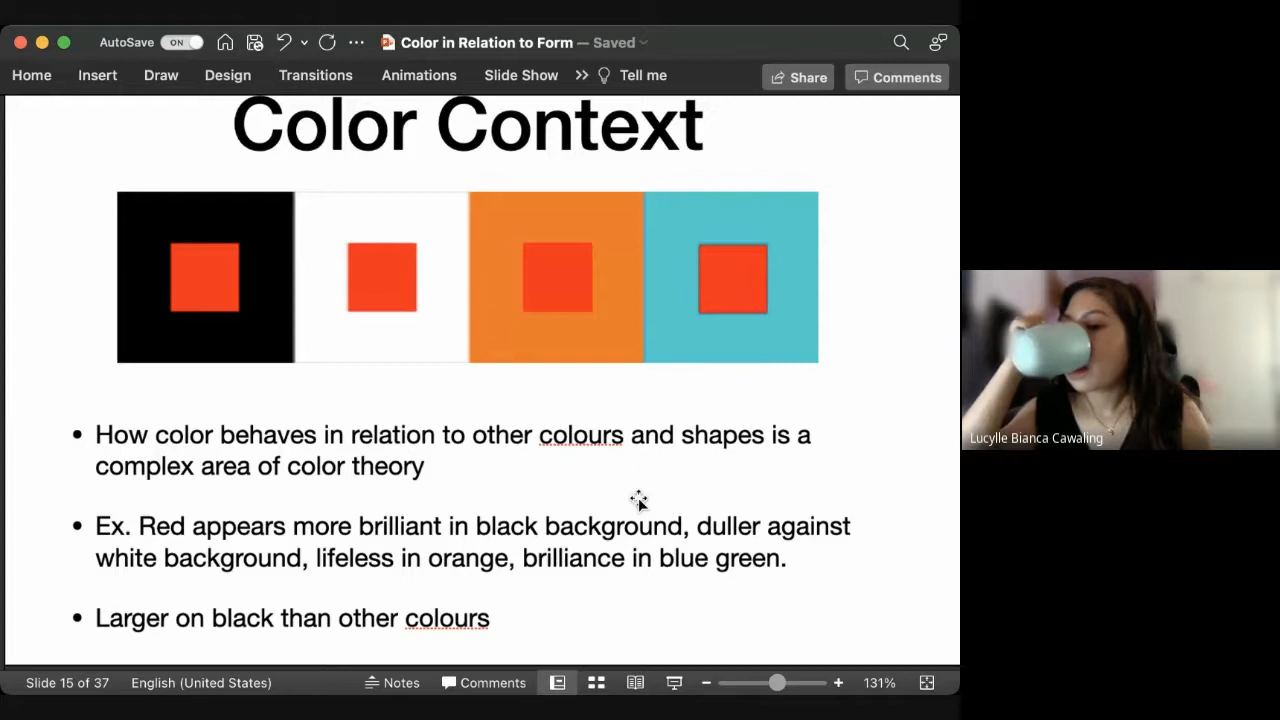 AutoSave ON Color in Relation to Form — Saved
Home Insert Draw Design Transitions Animations Slide Show Tell me Share Comments
Color Context
• How color behaves in relation to other colours and shapes is a
complex area of color theory
• Ex. Red appears more brilliant in black background, duller against
white background, lifeless in orange, brilliance in blue green.
• Larger on black than other colours
Slide 15 of 37 English (United States) Notes Comments 131%
Lucylle Bianca Cawaling